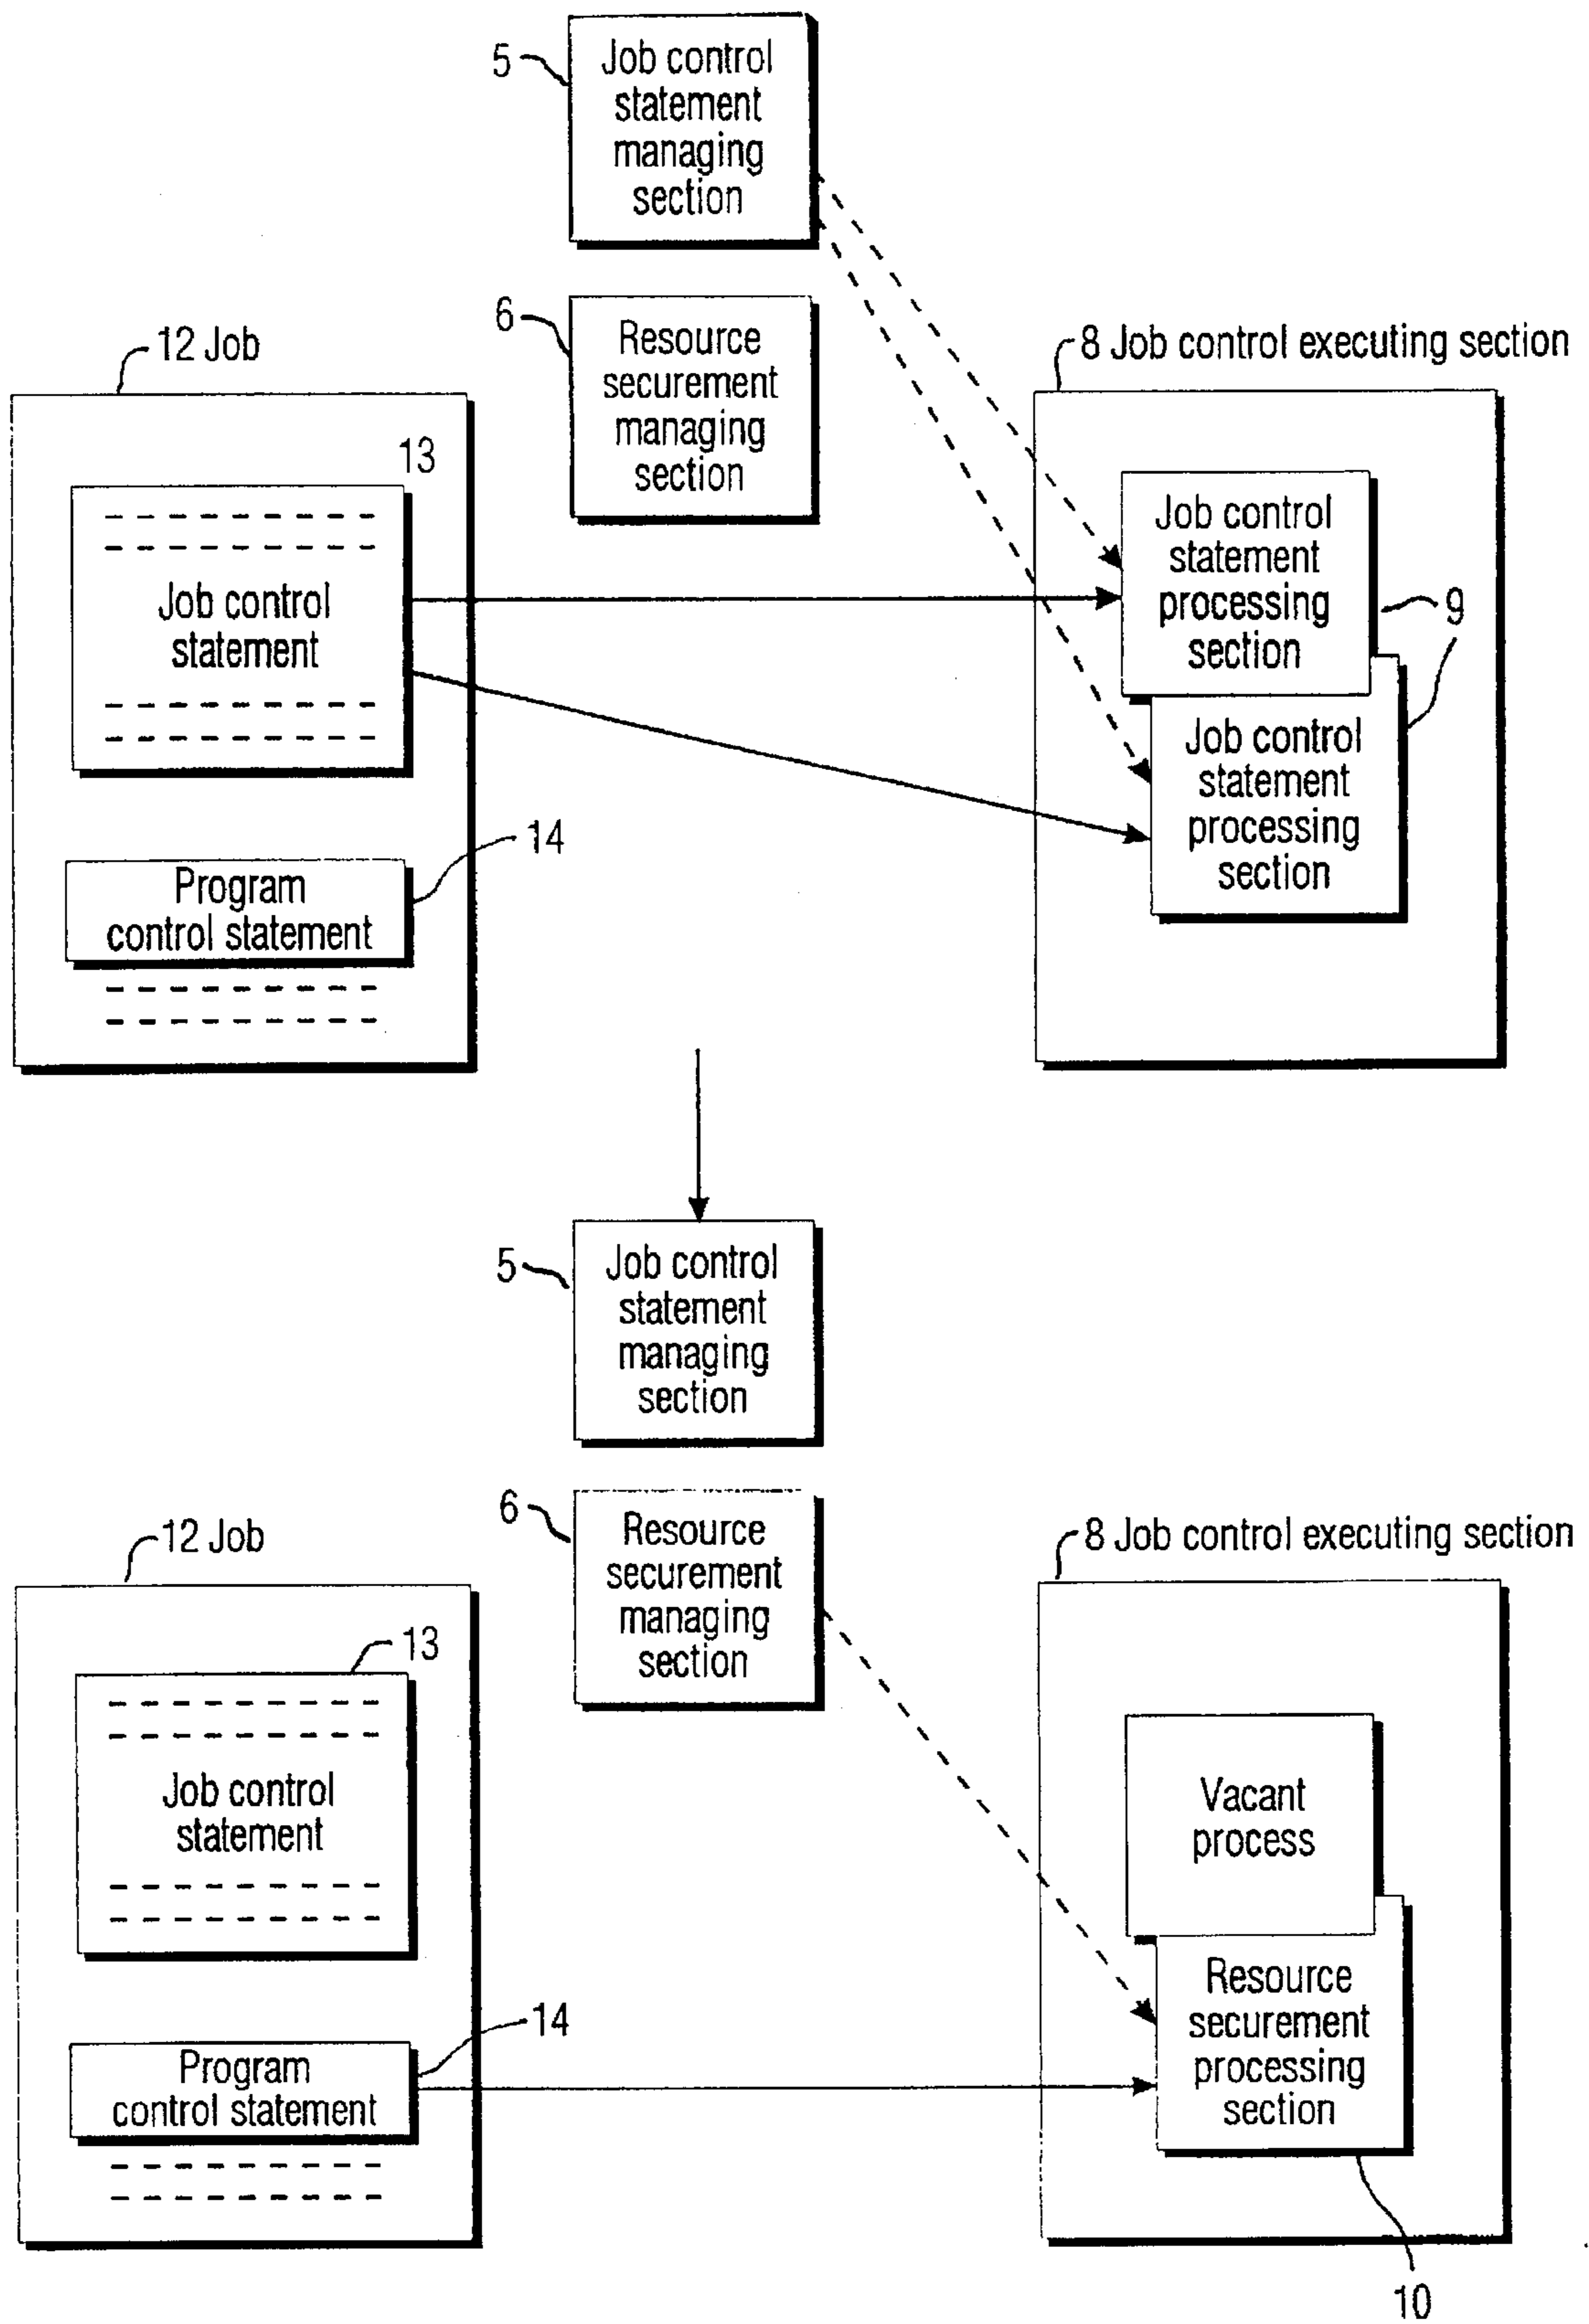 5
Job control
statement
managing
section
6
Resource
securement
managing
section
12 Job
8 Job control executing section
13
Job control
statement
Job control
statement
processing
section
9
Job control
statement
processing
section
14
Program
control statement
5
Job control
statement
managing
section
6
Resource
securement
managing
section
12 Job
8 Job control executing section
13
Job control
statement
Vacant
process
14
Program
control statement
Resource
securement
processing
section
10